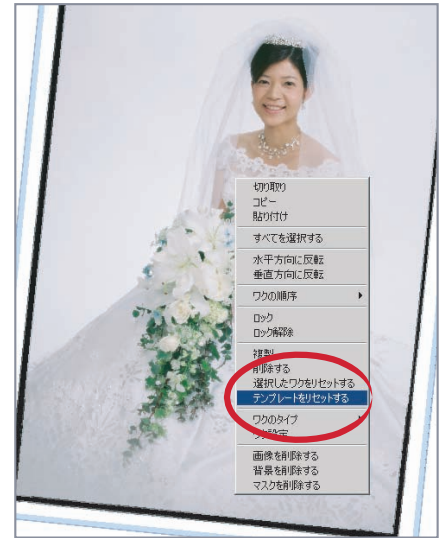 切り取り
コピー
貼り付け
すべてを選択する
水平方向に反転
垂直方向に反転
ワクの順序
ロック
ロック解除
複製
削除する
選択したワクをリセットする
テンプレートをリセットする
ワクのタイプ
ワク設定
画像を削除する
背景を削除する
マスクを削除する